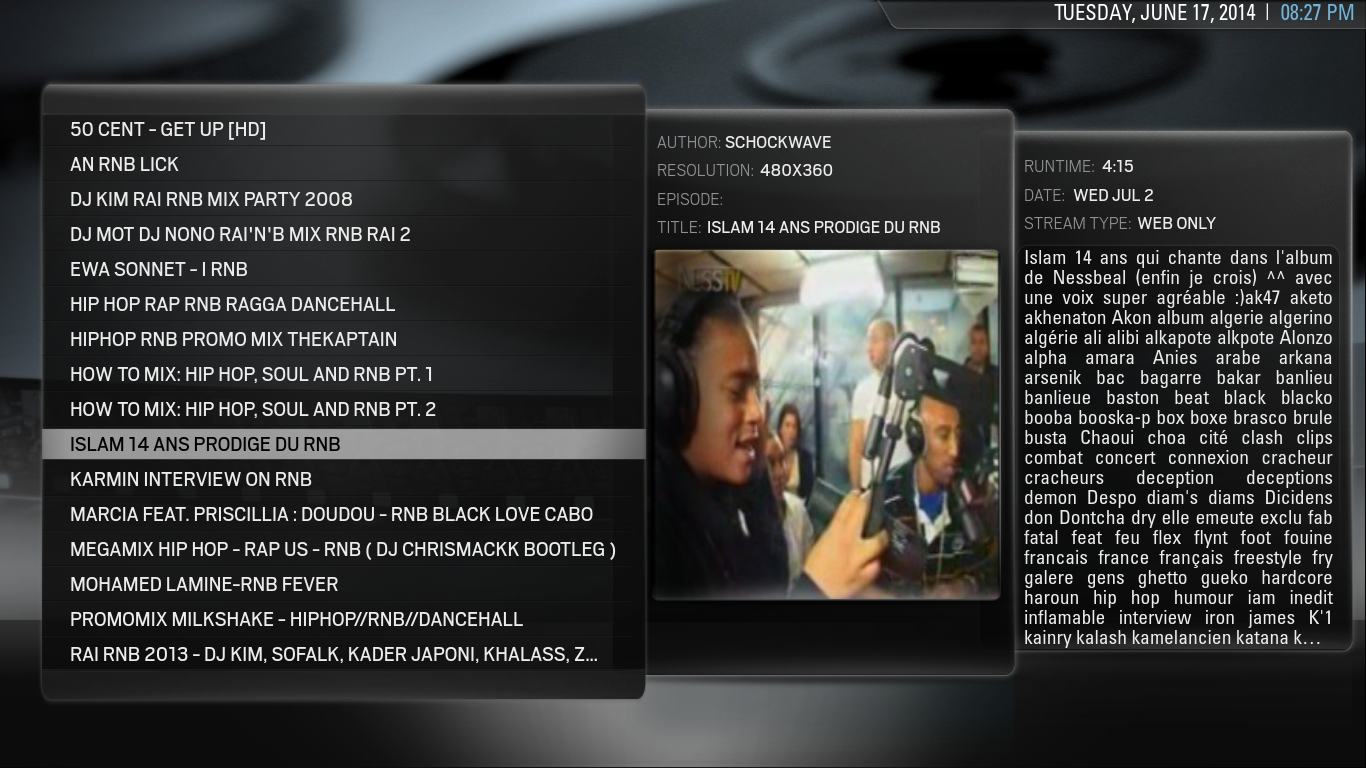 TUESDAY, JUNE 17, 2014 | 08:27 PM
50 CENT - GET UP [HD]
AN RNB LICK
DJ KIM RAI RNB MIX PARTY 2008
DJ MOT DJ NONO RAI'N'B MIX RNB RAI 2
EWA SONNET - I RNB
HIP HOP RAP RNB RAGGA DANCEHALL
HIPHOP RNB PROMO MIX THEKAPTAIN
HOW TO MIX: HIP HOP, SOUL AND RNB PT. 1
HOW TO MIX: HIP HOP, SOUL AND RNB PT. 2
ISLAM 14 ANS PRODIGE DU RNB
KARMIN INTERVIEW ON RNB
MARCIA FEAT. PRISCILLIA : DOUDOU - RNB BLACK LOVE CABO
MEGAMIX HIP HOP - RAP US - RNB ( DJ CHRISMACKK BOOTLEG )
MOHAMED LAMINE-RNB FEVER
PROMOMIX MILKSHAKE - HIPHOP//RNB//DANCEHALL
RAI RNB 2013 - DJ KIM, SOFALK, KADER JAPONI, KHALASS, Z...
AUTHOR: SCHOCKWAVE
RESOLUTION: 480X360
EPISODE:
TITLE: ISLAM 14 ANS PRODIGE DU RNB
NESSTV
RUNTIME: 4:15
DATE: WED JUL 2
STREAM TYPE: WEB ONLY
Islam 14 ans qui chante dans l'album
de Nessbeal (enfin je crois) ^^ avec
une voix super agréable :)ak47 aketo
akhenaton Akon album algerie algerino
algérie ali alibi alkapote alkpote Alonzo
alpha amara Anies arabe arkana
arsenik bac bagarre bakar banlieu
banlieue baston beat black blacko
booba booska-p box boxe brasco brule
busta Chaoui choa cité clash clips
combat concert connexion cracheur
cracheurs deception deceptions
demon Despo diam's diams Dicidens
don Dontcha dry elle emeute exclu fab
fatal feat feu flex flynt foot fouine
francais france français freestyle fry
galere gens ghetto gueko hardcore
haroun hip hop humour iam inedit
inflamable interview iron james K'1
kainry kalash kamelancien katana k...